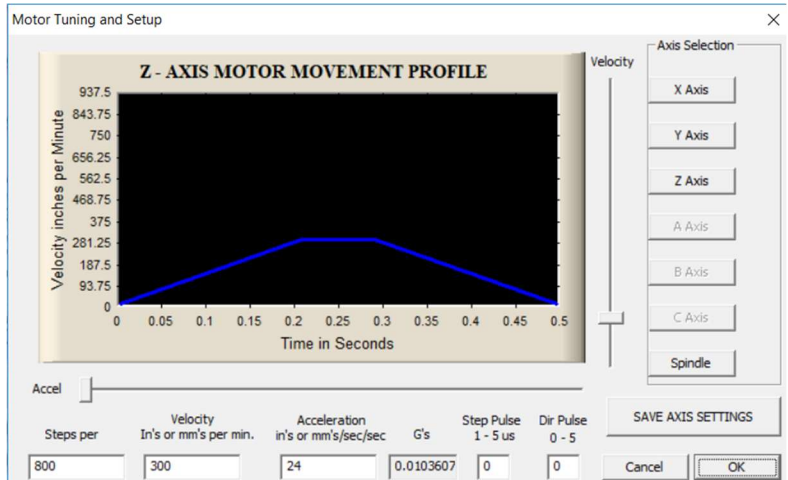 Motor Tuning and Setup
Z - AXIS MOTOR MOVEMENT PROFILE
Velocity inches per Minute
937.5
843.75
750
656.25
562.5
468.75
375
281.25
187.5
93.75
0
0 0.05 0.1 0.15 0.2 0.25 0.3 0.35 0.4 0.45 0.5
Time in Seconds
Velocity
Axis Selection
X Axis
Y Axis
Z Axis
A Axis
B Axis
C Axis
Spindle
Accel
Steps per
800
Velocity
In's or mm's per min.
300
Acceleration
in's or mm's/sec/sec
24
G's
0.0103607
Step Pulse
1 - 5 us
0
Dir Pulse
0 - 5
0
SAVE AXIS SETTINGS
Cancel
OK